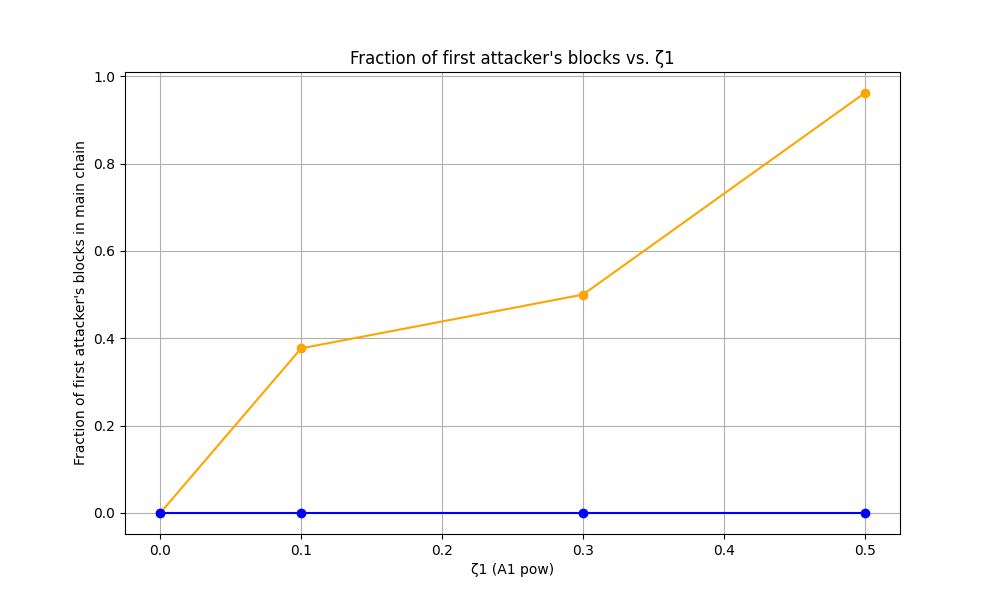 Fraction of first attacker's blocks vs. ζ1
Fraction of first attacker's blocks in main chain
1.0
0.8
0.6
0.4
0.2
0.0
0.0 0.1 0.2 0.3 0.4 0.5
ζ1 (A1 pow)